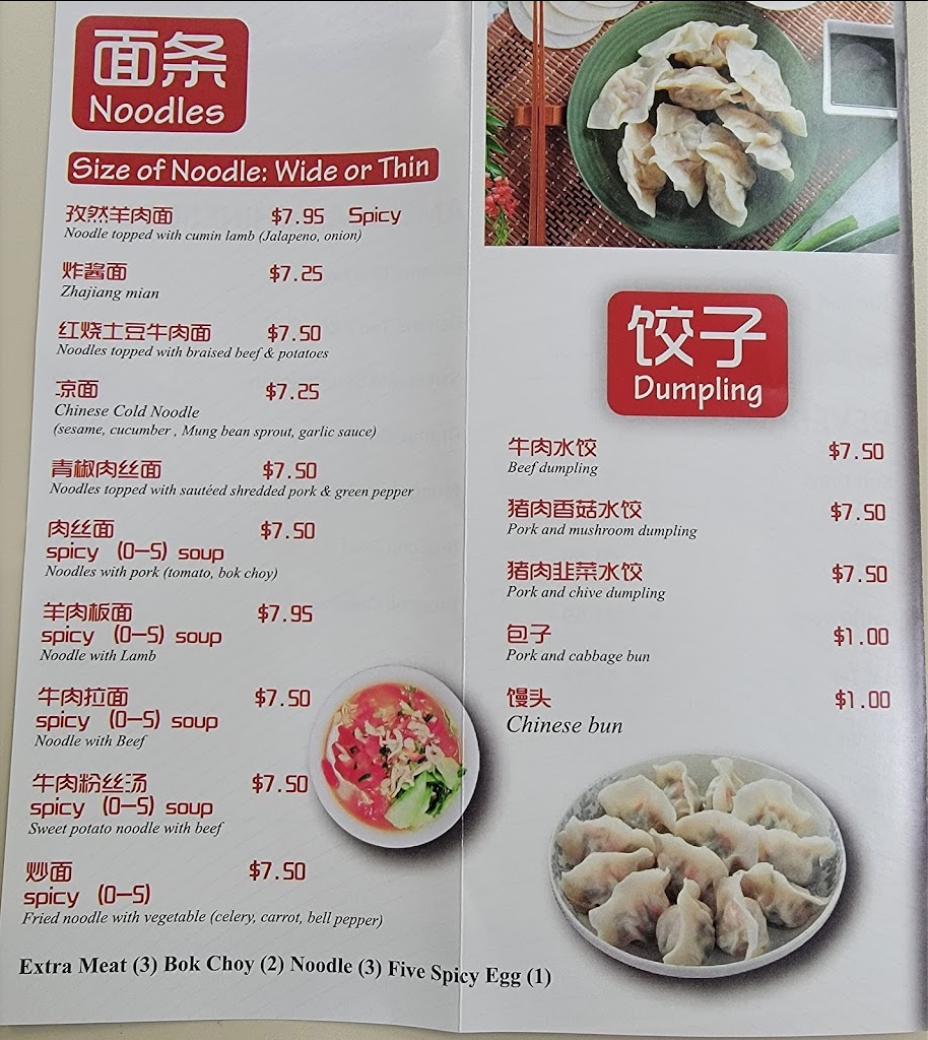 面条
Noodles
Size of Noodle: Wide or Thin
孜然羊肉面 $7.95 Spicy
Noodle topped with cumin lamb (Jalapeno, onion)
炸酱面 $7.25
Zhajiang mian
红烧土豆牛肉面 $7.50
Noodles topped with braised beef & potatoes
凉面 $7.25
Chinese Cold Noodle
(sesame, cucumber , Mung bean sprout, garlic sauce)
青椒肉丝面 $7.50
Noodles topped with sautéed shredded pork & green pepper
肉丝面 $7.50
spicy (0-5) soup
Noodles with pork (tomato, bok choy)
羊肉板面 $7.95
spicy (0-5) soup
Noodle with Lamb
牛肉拉面 $7.50
spicy (0-5) soup
Noodle with Beef
牛肉粉丝汤 $7.50
spicy (0-5) soup
Sweet potato noodle with beef
炒面 $7.50
spicy (0-5)
Fried noodle with vegetable (celery, carrot, bell pepper)
Extra Meat (3) Bok Choy (2) Noodle (3) Five Spicy Egg (1)
饺子
Dumpling
牛肉水饺 $7.50
Beef dumpling
猪肉香菇水饺 $7.50
Pork and mushroom dumpling
猪肉韭菜水饺 $7.50
Pork and chive dumpling
包子 $1.00
Pork and cabbage bun
馒头 $1.00
Chinese bun